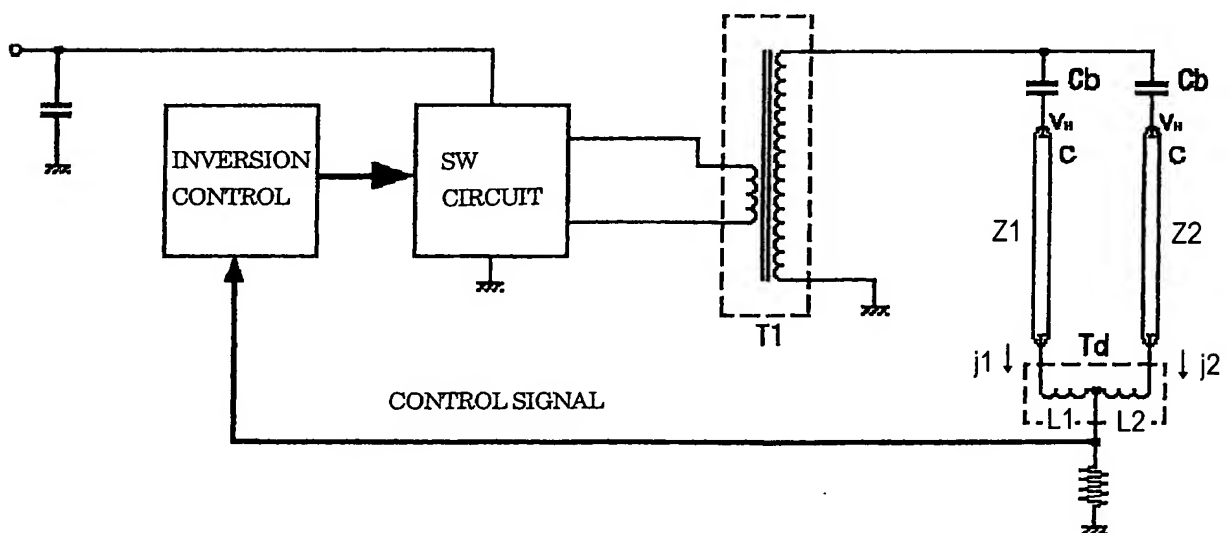 Cb
Cb
VH
VH
C
C
INVERSION
CONTROL
SW
CIRCUIT
Z1
Z2
T1
Td
j1
j2
L1
L2
CONTROL SIGNAL